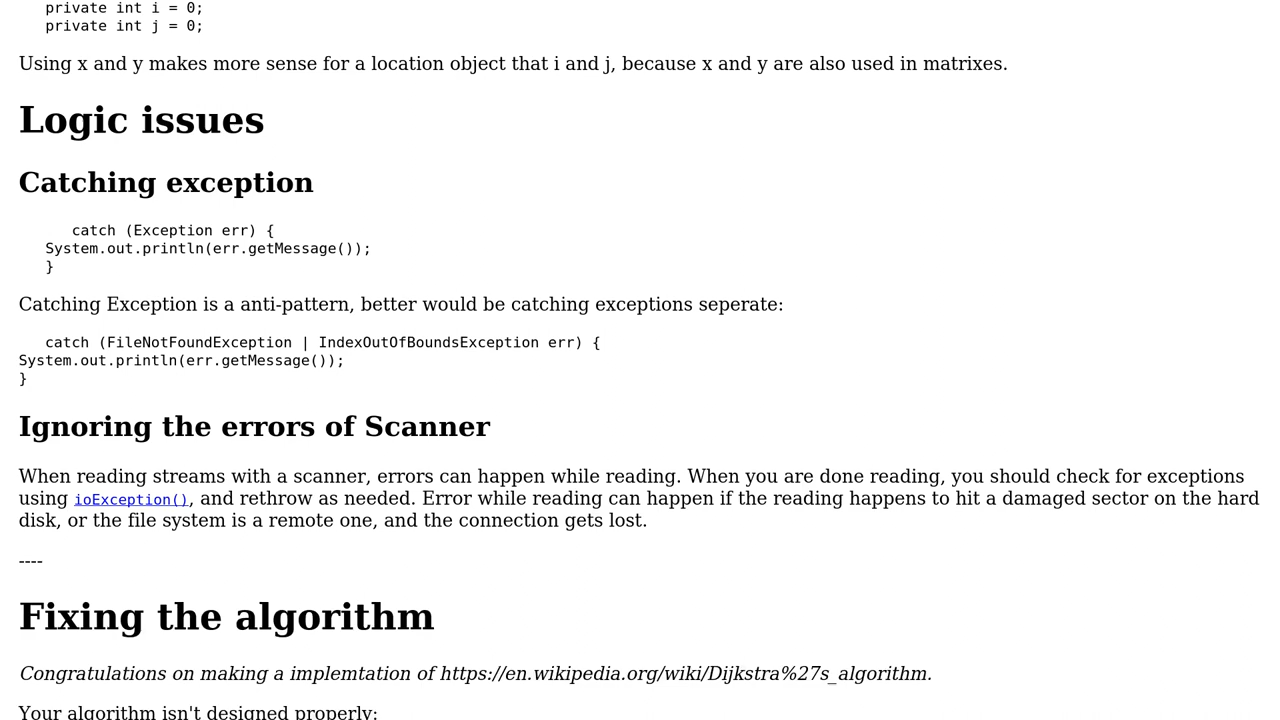 private int i = 0;
private int j = 0;
Using x and y makes more sense for a location object that i and j, because x and y are also used in matrixes.
Logic issues
Catching exception
catch (Exception err) {
System.out.println(err.getMessage());
}
Catching Exception is a anti-pattern, better would be catching exceptions seperate:
catch (FileNotFoundException | IndexOutOfBoundsException err) {
System.out.println(err.getMessage());
}
Ignoring the errors of Scanner
When reading streams with a scanner, errors can happen while reading. When you are done reading, you should check for exceptions
using ioException(), and rethrow as needed. Error while reading can happen if the reading happens to hit a damaged sector on the hard
disk, or the file system is a remote one, and the connection gets lost.
----
Fixing the algorithm
Congratulations on making a implemtation of https://en.wikipedia.org/wiki/Dijkstra%27s_algorithm.
Your algorithm isn't designed properly: